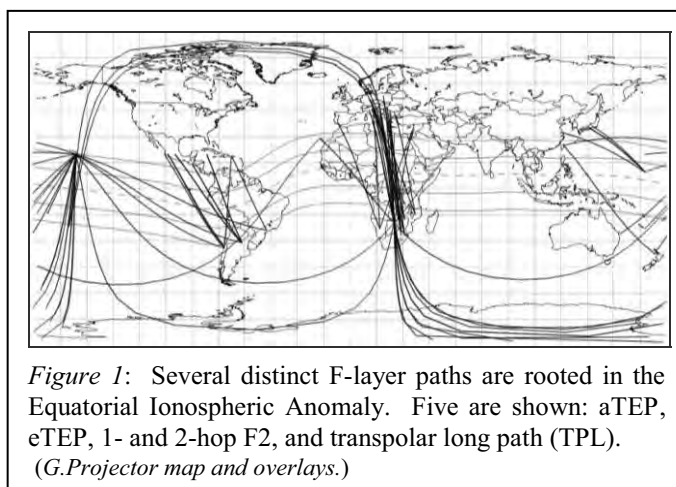 Figure 1: Several distinct F-layer paths are rooted in the
Equatorial Ionospheric Anomaly. Five are shown: aTEP,
eTEP, 1- and 2-hop F2, and transpolar long path (TPL).
(G.Projector map and overlays.)